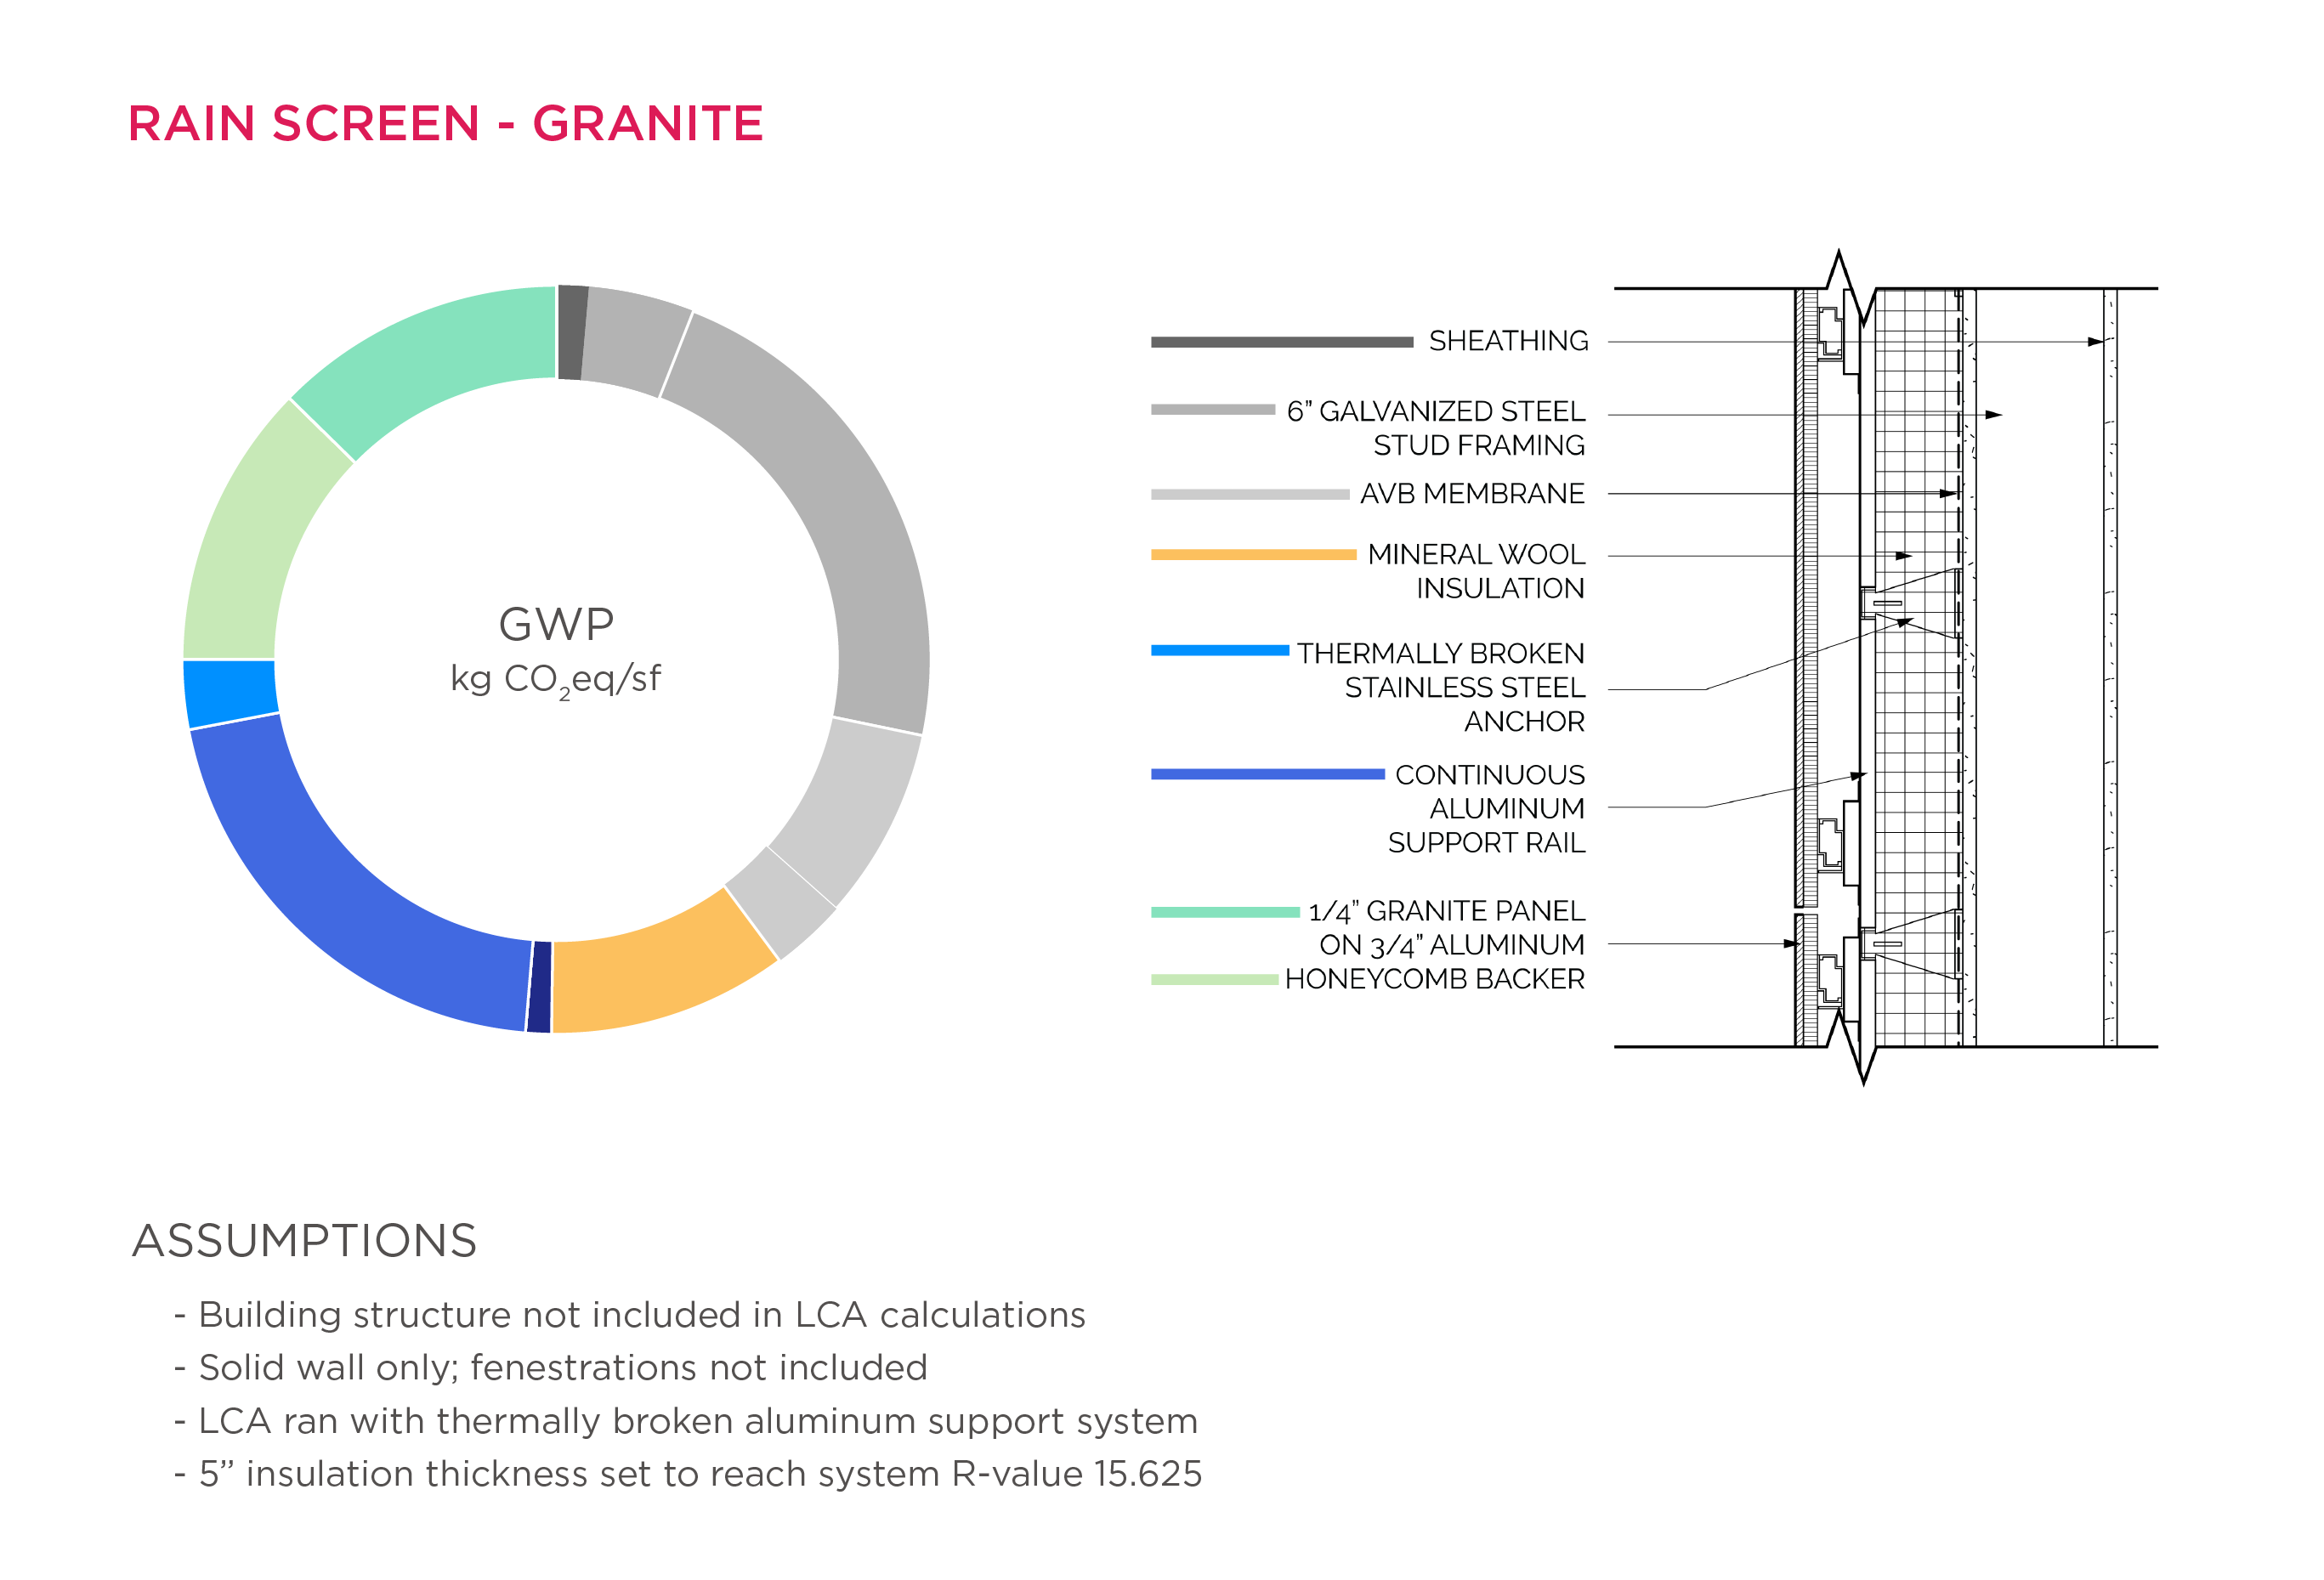 RAIN SCREEN - GRANITE
GWP
kg CO₂eq/sf
SHEATHING
6” GALVANIZED STEEL
STUD FRAMING
AVB MEMBRANE
MINERAL WOOL
INSULATION
THERMALLY BROKEN
STAINLESS STEEL
ANCHOR
CONTINUOUS
ALUMINUM
SUPPORT RAIL
1/4” GRANITE PANEL
ON 3/4” ALUMINUM
HONEYCOMB BACKER
ASSUMPTIONS
- Building structure not included in LCA calculations
- Solid wall only; fenestrations not included
- LCA ran with thermally broken aluminum support system
- 5” insulation thickness set to reach system R-value 15.625